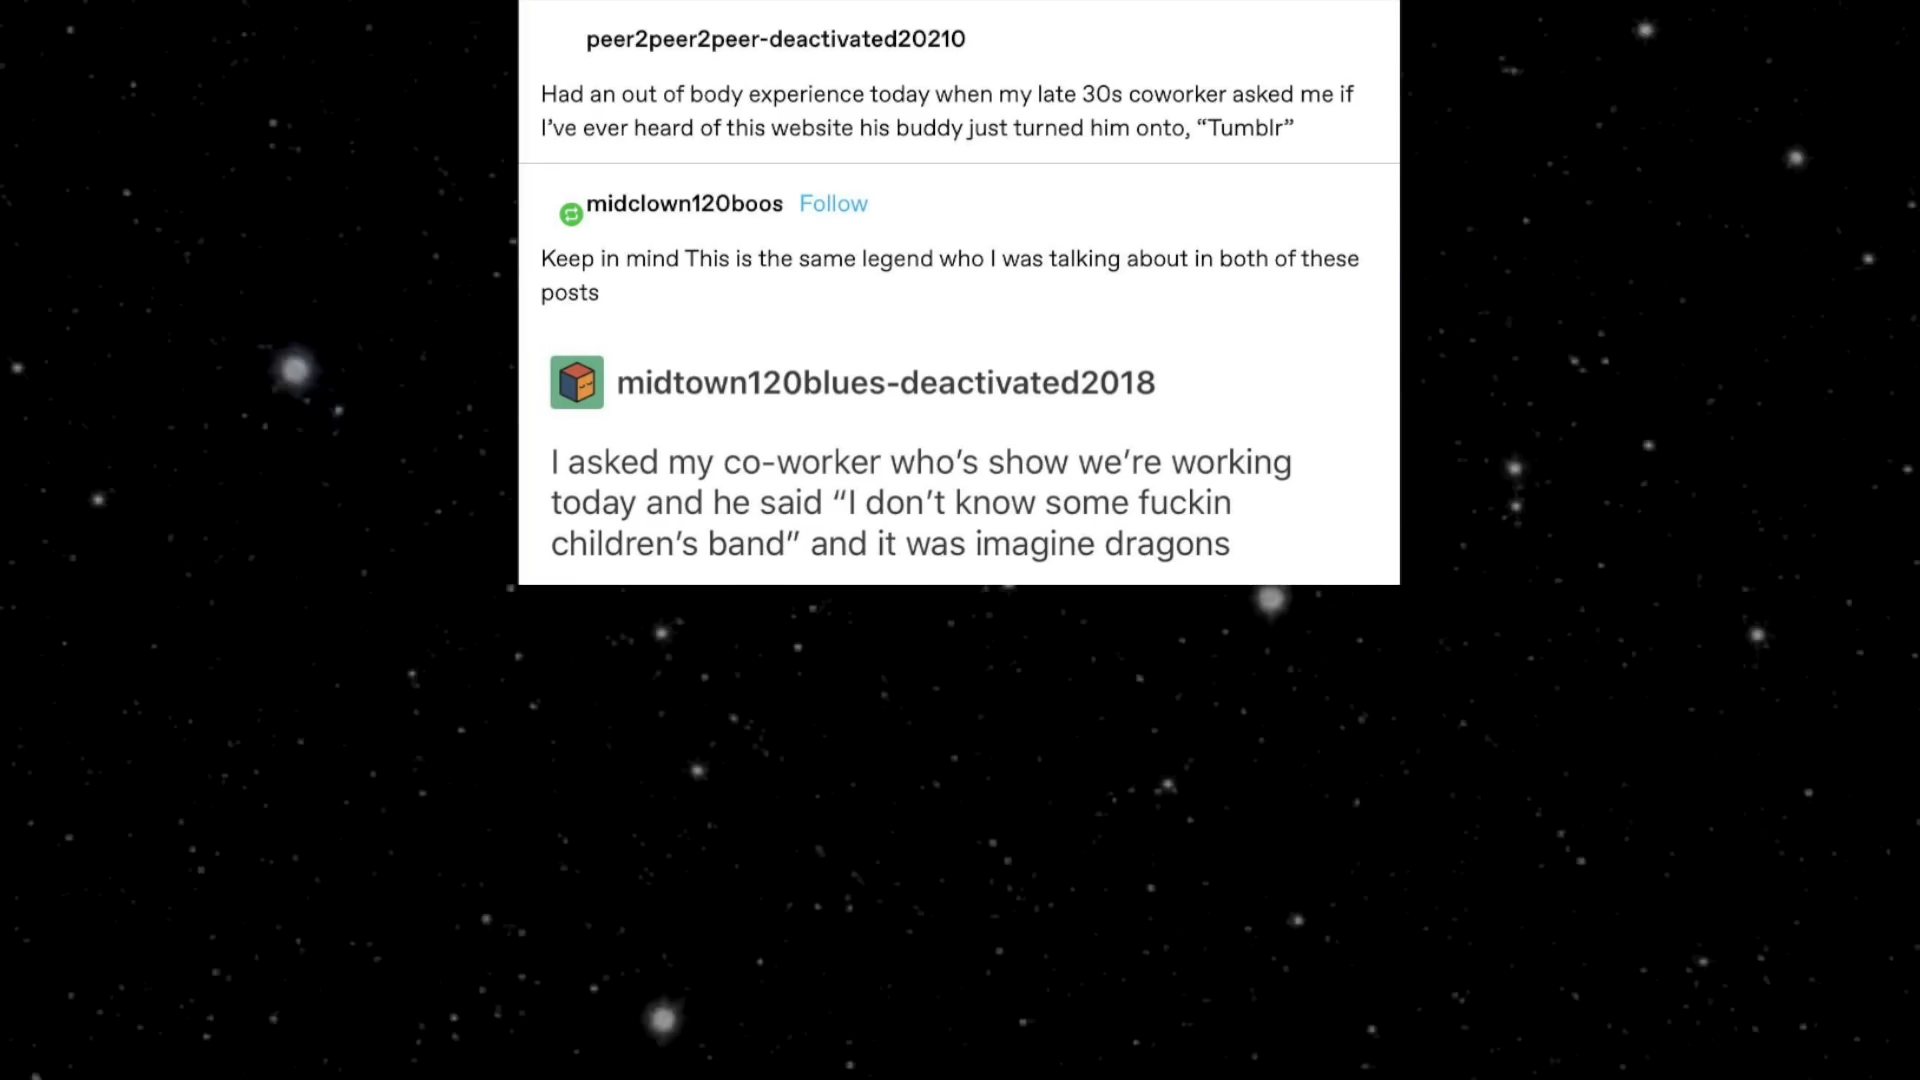 peer2peer2peer-deactivated20210
Had an out of body experience today when my late 30s coworker asked me if
I’ve ever heard of this website his buddy just turned him onto, “Tumblr”
midclown120boos Follow
Keep in mind This is the same legend who I was talking about in both of these
posts
midtown120blues-deactivated2018
I asked my co-worker who’s show we’re working
today and he said “I don’t know some fuckin
children’s band” and it was imagine dragons